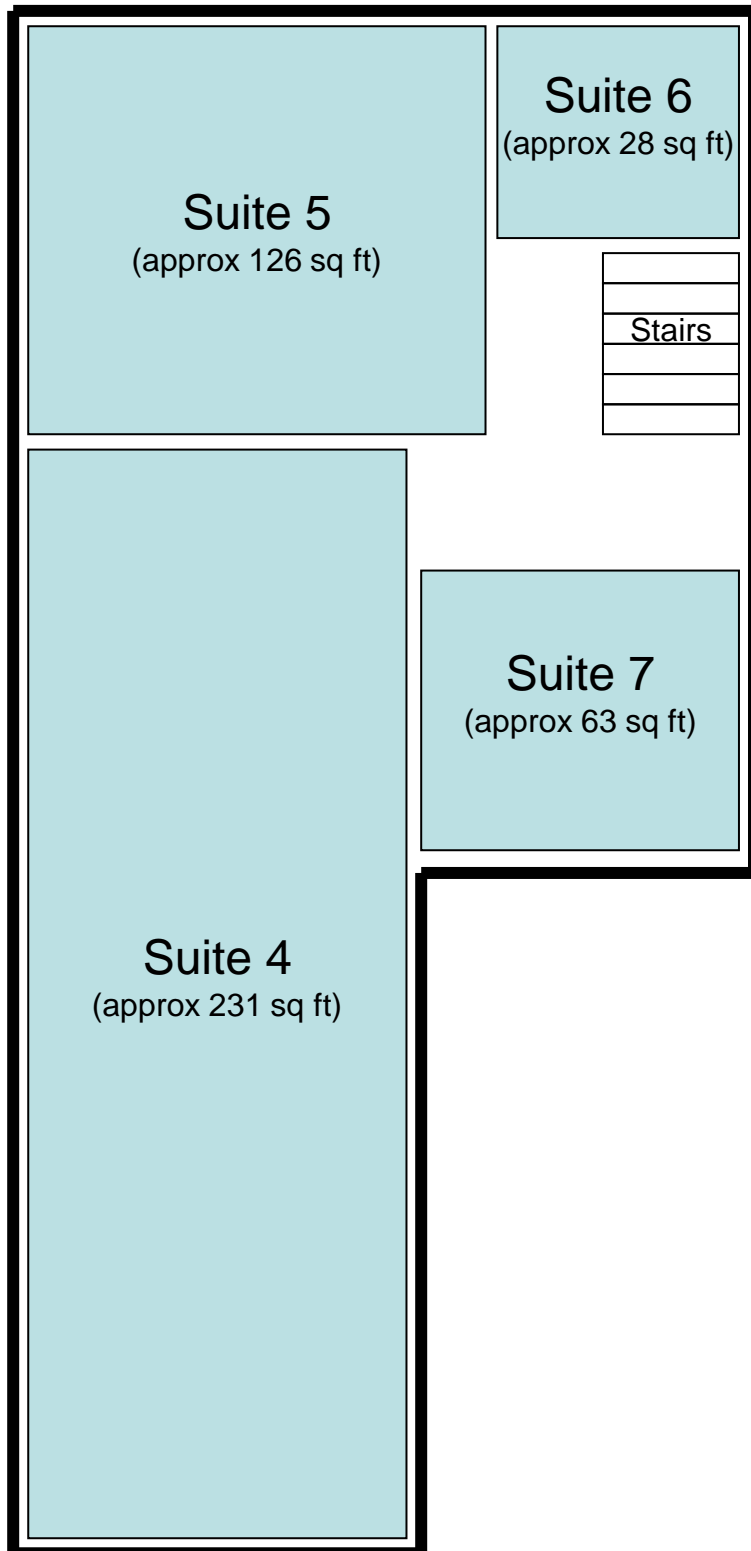 Suite 5
(approx 126 sq ft)
Suite 6
(approx 28 sq ft)
Stairs
Suite 7
(approx 63 sq ft)
Suite 4
(approx 231 sq ft)